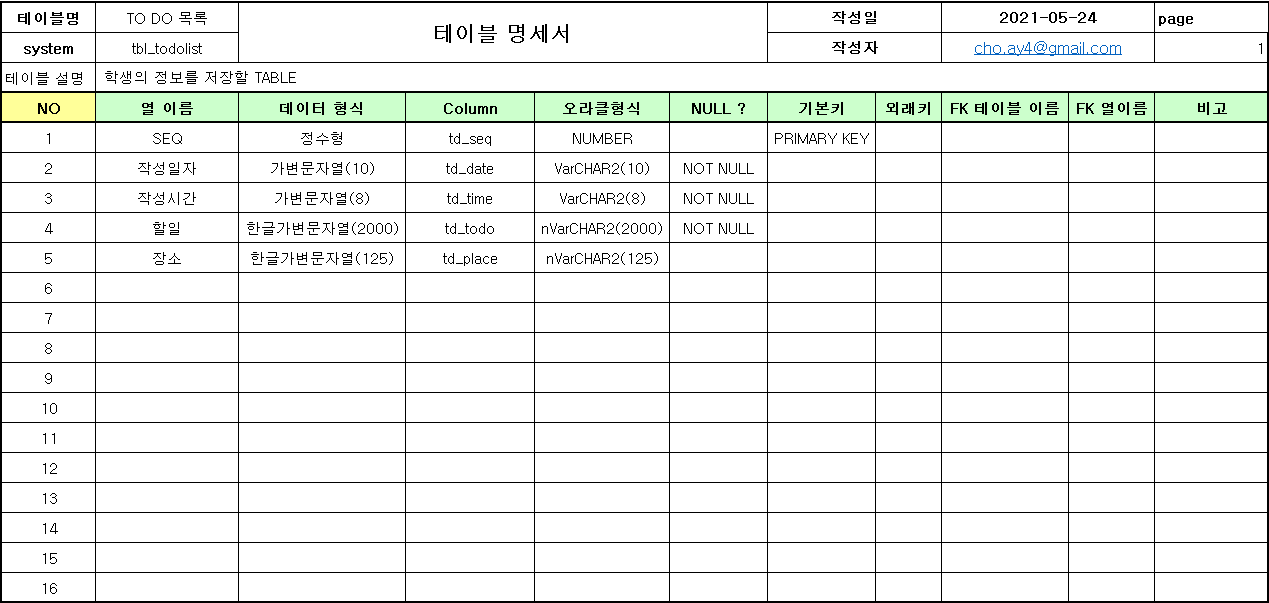 테이블명 TO DO 목록 테이블 명세서 작성일 2021-05-24 page
system tbl_todolist 작성자 cho.ay4@gmail.com 1
테이블 설명 학생의 정보를 저장할 TABLE
NO 열 이름 데이터 형식 Column 오라클형식 NULL ? 기본키 외래키 FK 테이블 이름 FK 열이름 비고
1 SEQ 정수형 td_seq NUMBER PRIMARY KEY
2 작성일자 가변문자열(10) td_date VarCHAR2(10) NOT NULL
3 작성시간 가변문자열(8) td_time VarCHAR2(8) NOT NULL
4 할일 한글가변문자열(2000) td_todo nVarCHAR2(2000) NOT NULL
5 장소 한글가변문자열(125) td_place nVarCHAR2(125)
6
7
8
9
10
11
12
13
14
15
16